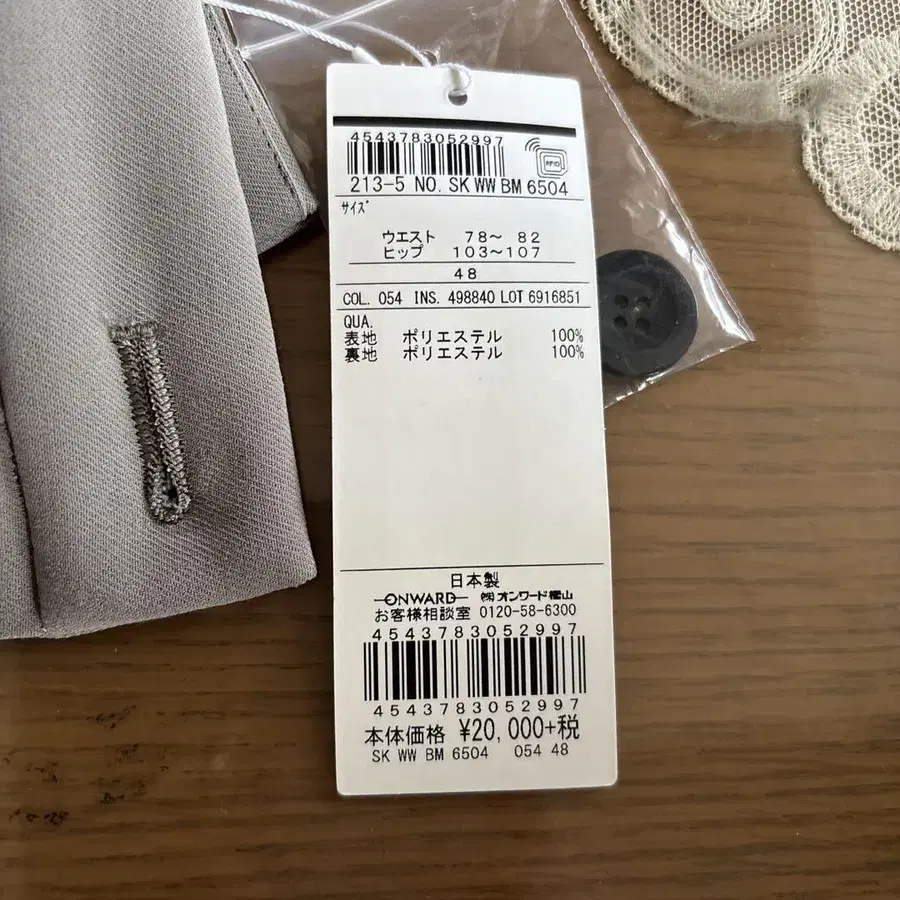 4543783052997
RFID
213-5 NO. SK WW BM 6504
サイズ
ウエスト 78～ 82
ヒップ 103～107
48
COL. 054 INS. 498840 LOT 6916851
QUA.
表地 ポリエステル 100%
裏地 ポリエステル 100%
日本製
ONWARD ㈱オンワード樫山
お客様相談室 0120-58-6300
4543783052997
4543783052997
本体価格 ¥20,000+税
SK WW BM 6504 054 48